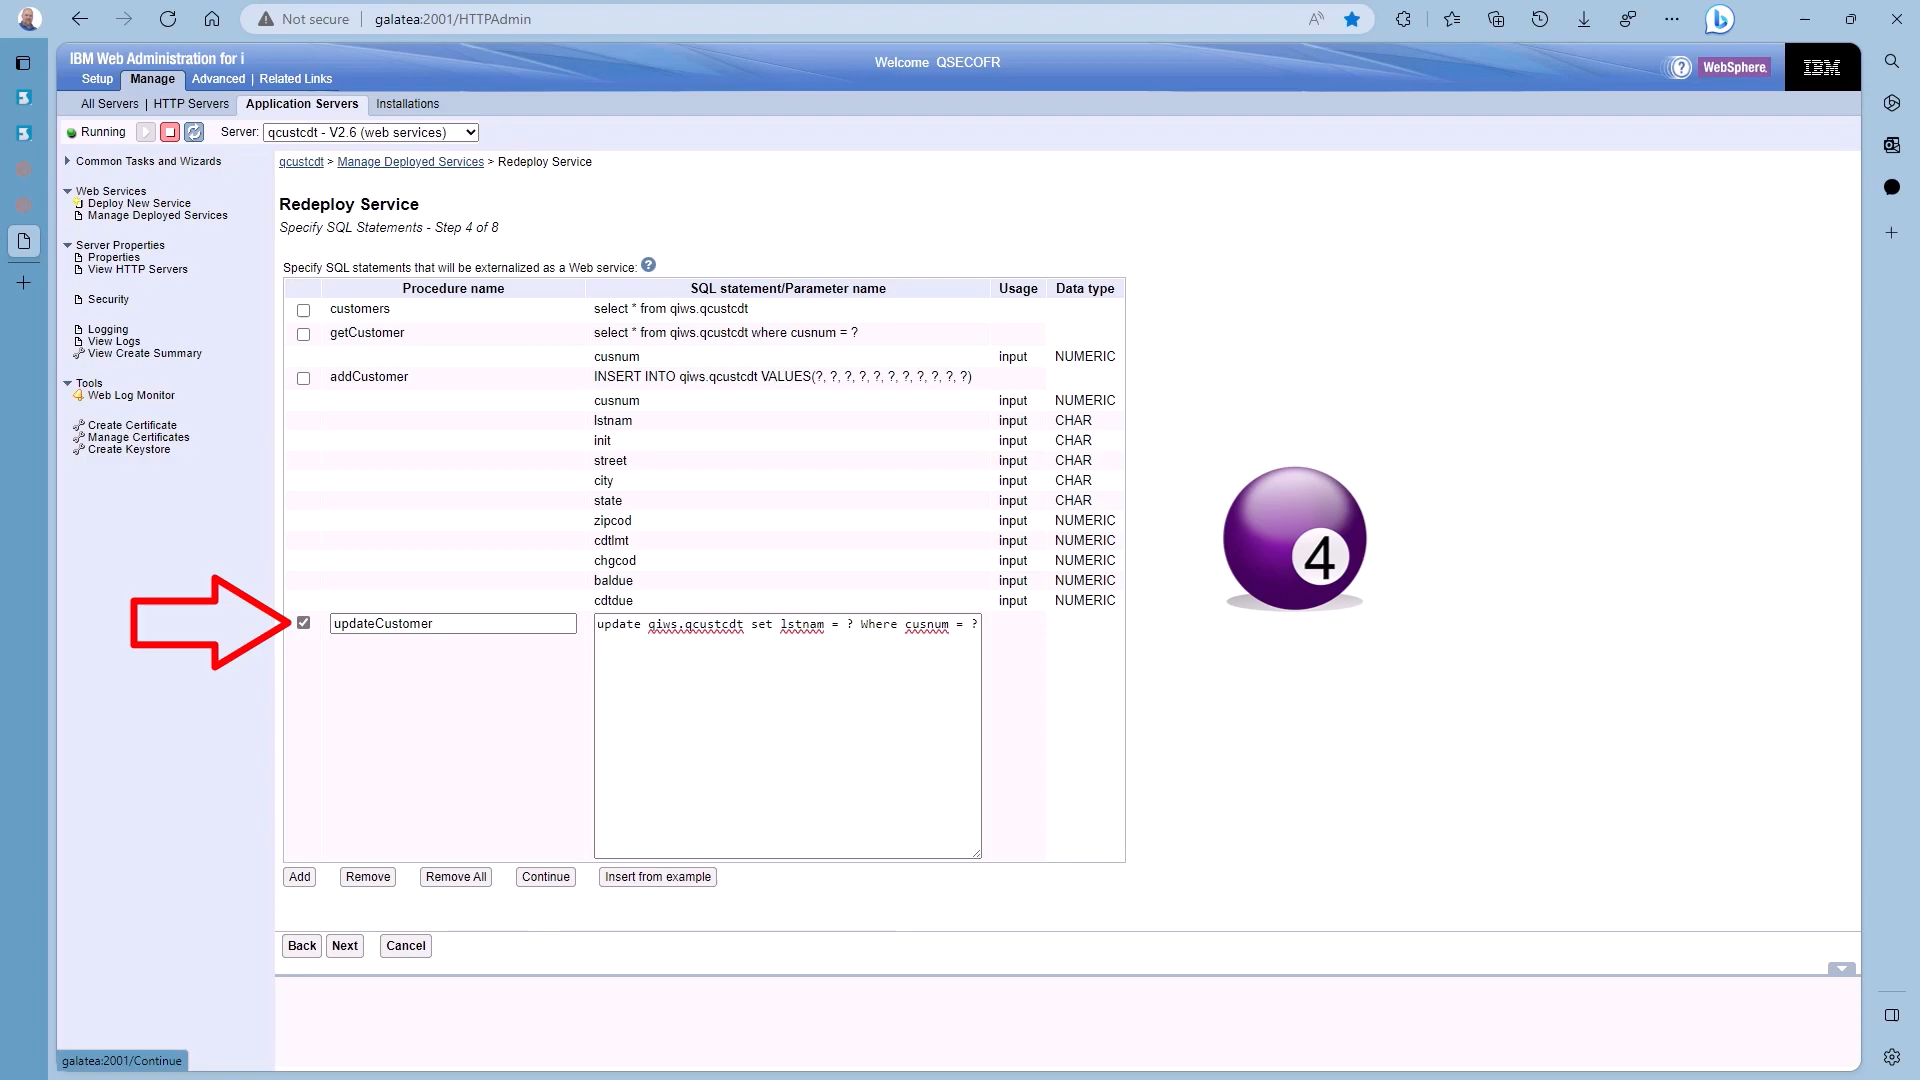 Not secure
galatea:2001/HTTPAdmin
IBM Web Administration for i
Welcome QSECOFR
WebSphere.
IBM
Setup Manage Advanced | Related Links
All Servers | HTTP Servers Application Servers Installations
Running
Server: qcustcdt - V2.6 (web services)
Common Tasks and Wizards
Web Services
Deploy New Service
Manage Deployed Services
Server Properties
Properties
View HTTP Servers
Security
Logging
View Logs
View Create Summary
Tools
Web Log Monitor
Create Certificate
Manage Certificates
Create Keystore
qcustcdt > Manage Deployed Services > Redeploy Service
Redeploy Service
Specify SQL Statements - Step 4 of 8
Specify SQL statements that will be externalized as a Web service: ?
Procedure name SQL statement/Parameter name Usage Data type
customers select * from qiws.qcustcdt
getCustomer select * from qiws.qcustcdt where cusnum = ?
cusnum input NUMERIC
addCustomer INSERT INTO qiws.qcustcdt VALUES(?, ?, ?, ?, ?, ?, ?, ?, ?, ?, ?)
cusnum input NUMERIC
lstnam input CHAR
init input CHAR
street input CHAR
city input CHAR
state input CHAR
zipcod input NUMERIC
cdtlmt input NUMERIC
chgcod input NUMERIC
baldue input NUMERIC
cdtdue input NUMERIC
updateCustomer update qiws.qcustcdt set lstnam = ? Where cusnum = ?
4
Add Remove Remove All Continue Insert from example
Back Next Cancel
galatea:2001/Continue